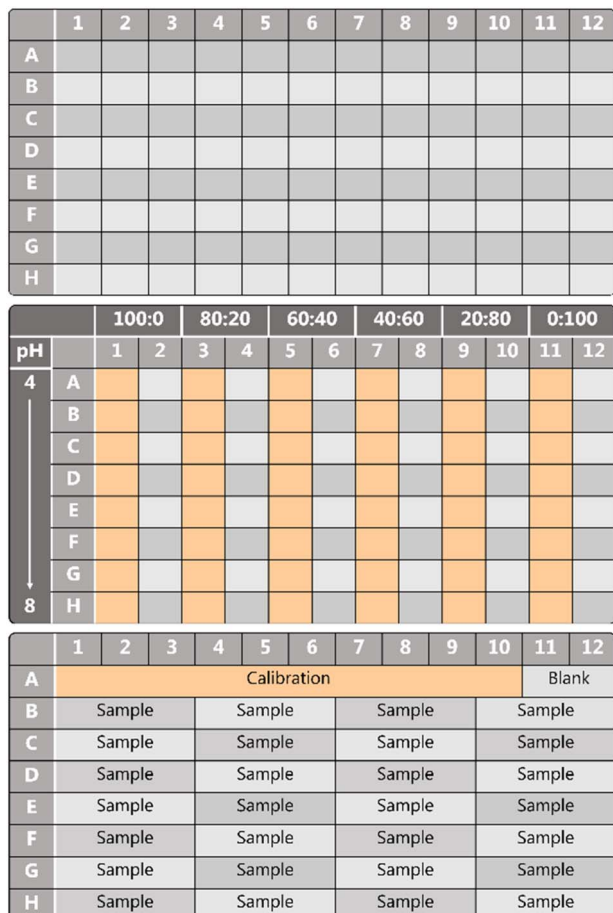 1 2 3 4 5 6 7 8 9 10 11 12
A
B
C
D
E
F
G
H
100:0 80:20 60:40 40:60 20:80 0:100
pH 1 2 3 4 5 6 7 8 9 10 11 12
4 A
B
C
D
E
F
G
8 H
1 2 3 4 5 6 7 8 9 10 11 12
A Calibration Blank
B Sample Sample Sample Sample
C Sample Sample Sample Sample
D Sample Sample Sample Sample
E Sample Sample Sample Sample
F Sample Sample Sample Sample
G Sample Sample Sample Sample
H Sample Sample Sample Sample